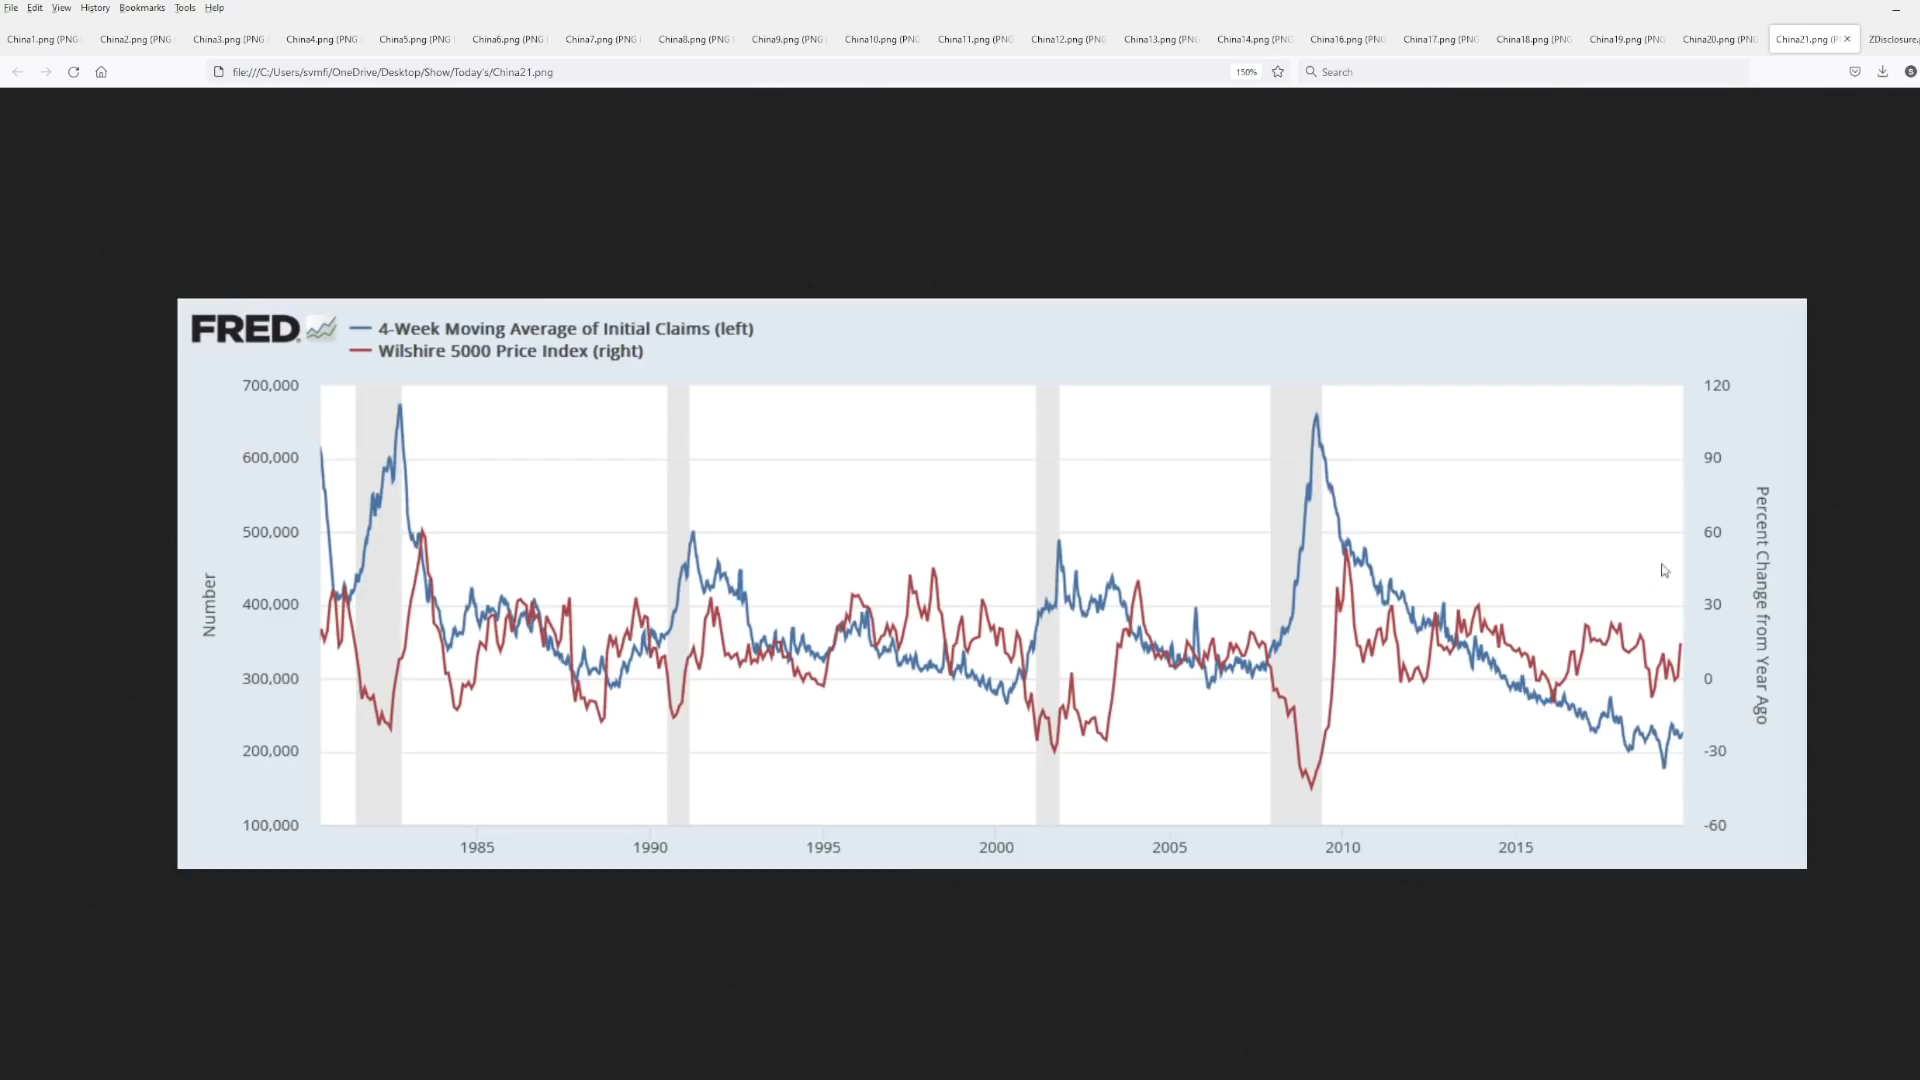 File Edit View History Bookmarks Tools Help
China1.png (PNG China2.png (PNG China3.png (PNG China4.png (PNG China5.png (PNG China6.png (PNG China7.png (PNG China8.png (PNG China9.png (PNG China10.png (PNG China11.png (PNG China12.png (PNG China13.png (PNG China14.png (PNG China16.png (PNG China17.png (PNG China18.png (PNG China19.png (PNG China20.png (PNG China21.png (P ZDisclosure.
file:///C:/Users/svmfi/OneDrive/Desktop/Show/Today's/China21.png 150% Search S
FRED 4-Week Moving Average of Initial Claims (left)
Wilshire 5000 Price Index (right)
700,000 120
600,000 90
500,000 60
400,000 30
300,000 0
200,000 -30
100,000 -60
Number
Percent Change from Year Ago
1985 1990 1995 2000 2005 2010 2015